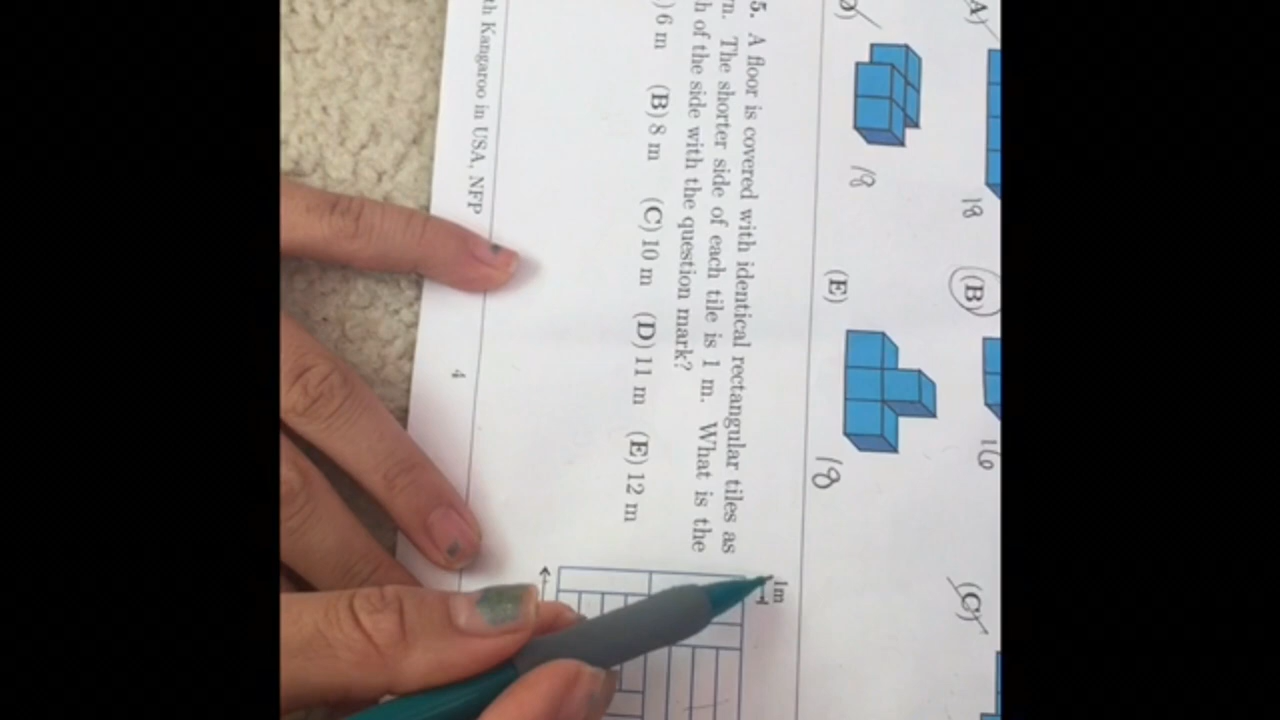 A)
18
(B)
16
(C)
D)
18
(E)
18
5. A floor is covered with identical rectangular tiles as
The shorter side of each tile is 1 m. What is the
of the side with the question mark?
6 m (B) 8 m (C) 10 m (D) 11 m (E) 12 m
1m
Kangaroo in USA, NFP
4